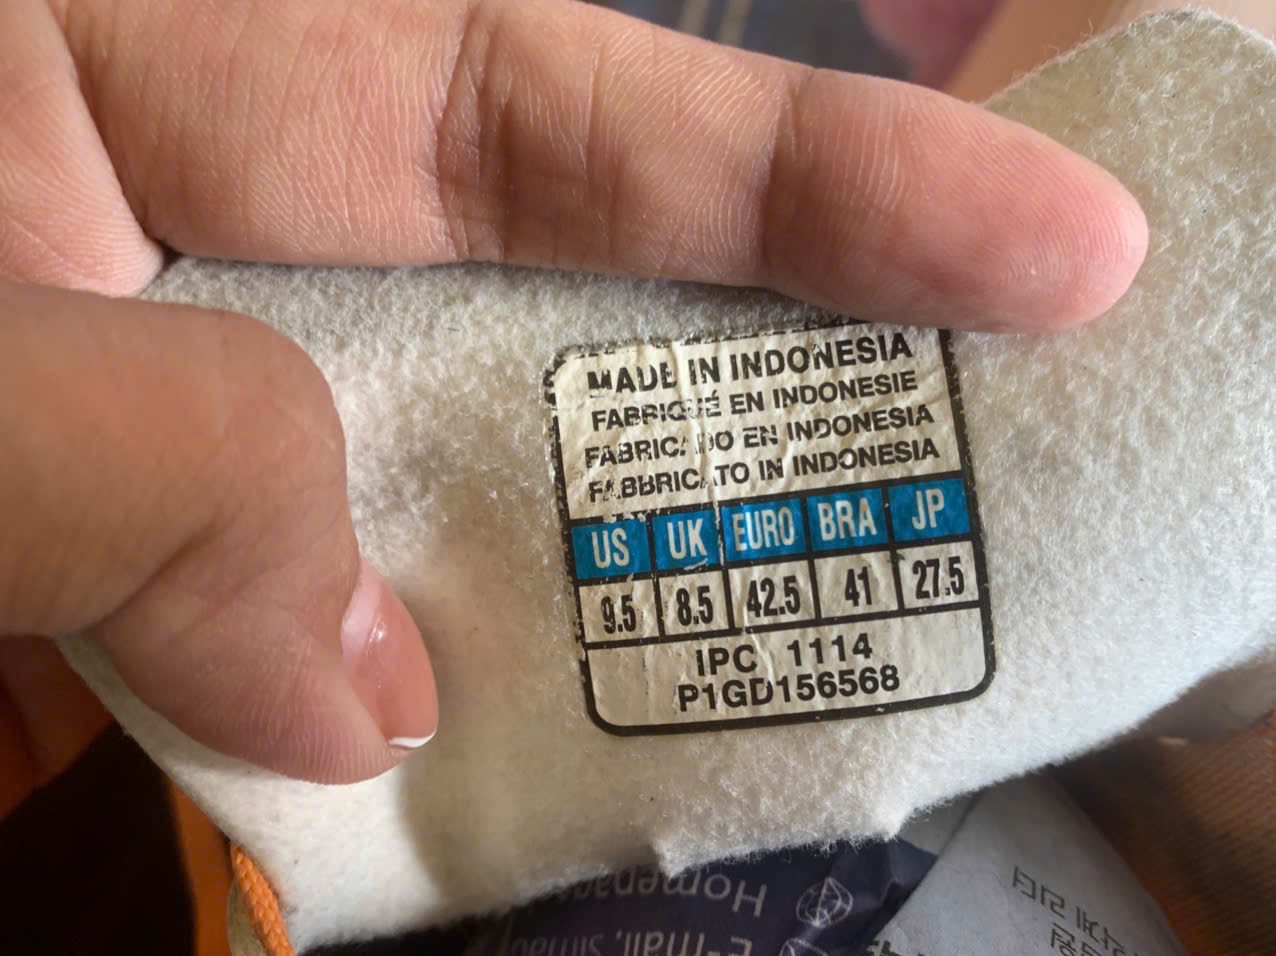 MADE IN INDONESIA
FABRIQUÉ EN INDONESIE
FABRICADO EN INDONESIA
FABBRICATO IN INDONESIA
US UK EURO BRA JP
9.5 8.5 42.5 41 27.5
IPC 1114
P1GD156568
Homepage
E-mail.